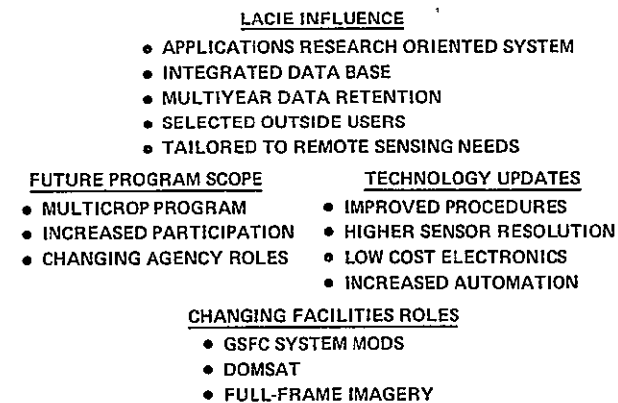 LACIE INFLUENCE
• APPLICATIONS RESEARCH ORIENTED SYSTEM
• INTEGRATED DATA BASE
• MULTIYEAR DATA RETENTION
• SELECTED OUTSIDE USERS
• TAILORED TO REMOTE SENSING NEEDS
FUTURE PROGRAM SCOPE
• MULTICROP PROGRAM
• INCREASED PARTICIPATION
• CHANGING AGENCY ROLES
TECHNOLOGY UPDATES
• IMPROVED PROCEDURES
• HIGHER SENSOR RESOLUTION
• LOW COST ELECTRONICS
• INCREASED AUTOMATION
CHANGING FACILITIES ROLES
• GSFC SYSTEM MODS
• DOMSAT
• FULL-FRAME IMAGERY